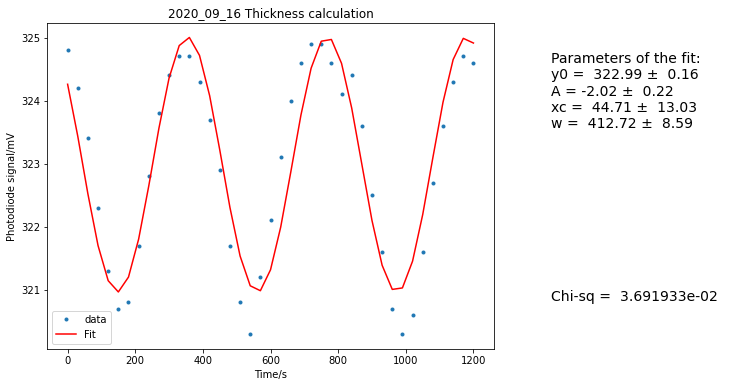 2020_09_16 Thickness calculation
Photodiode signal/mV
325
324
323
322
321
0 200 400 600 800 1000 1200
Time/s
data
Fit
Parameters of the fit:
y0 =  322.99 ±  0.16
A = -2.02 ±  0.22
xc =  44.71 ±  13.03
w =  412.72 ±  8.59
Chi-sq =  3.691933e-02